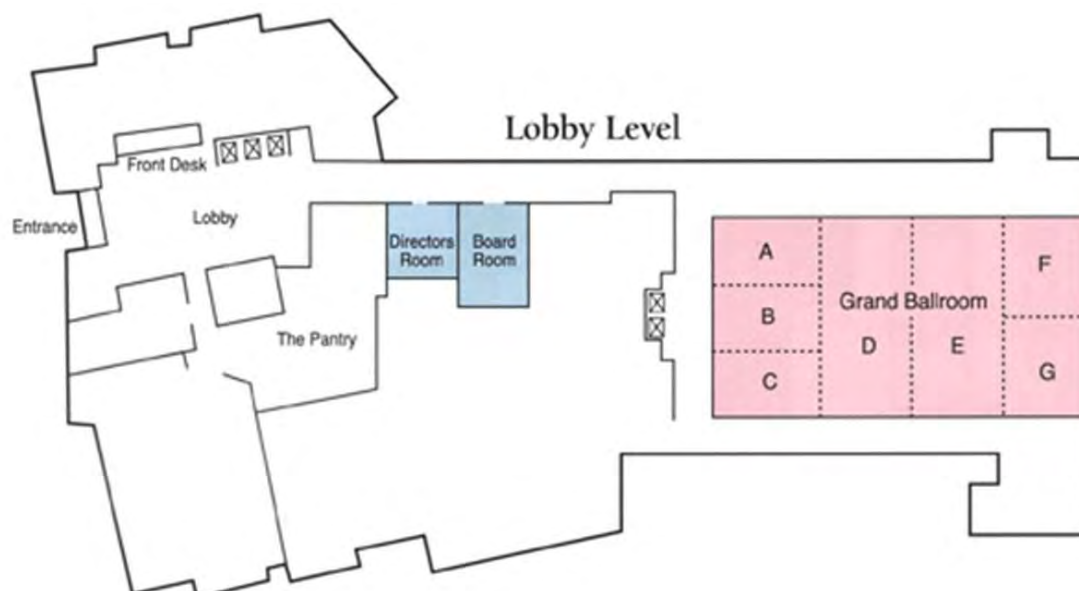 Lobby Level
Front Desk
Entrance
Lobby
Directors
Room
Board
Room
The Pantry
A
B
C
Grand Ballroom
D
E
F
G